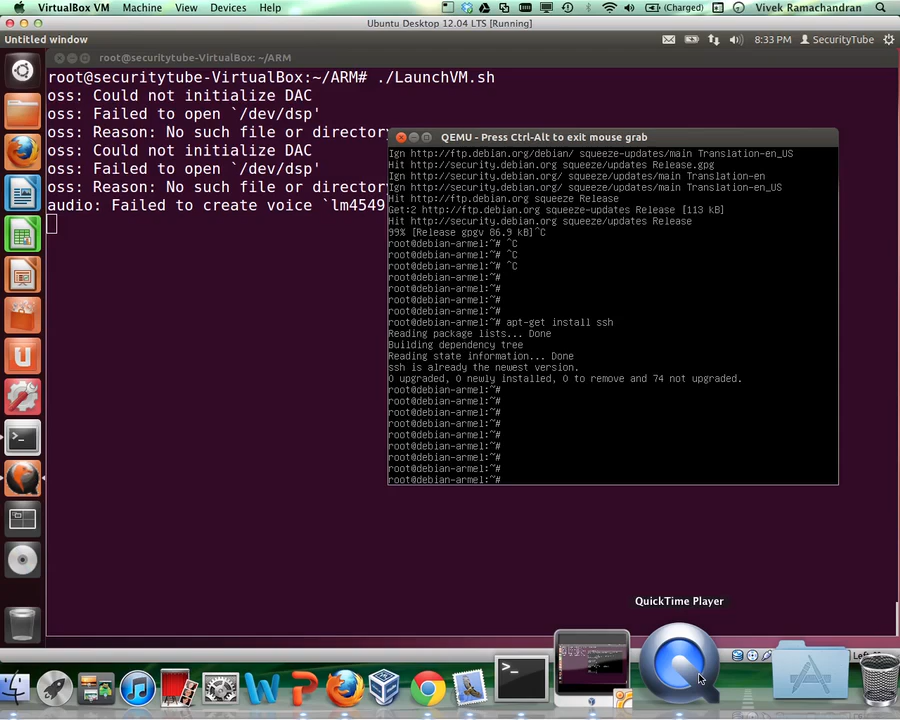 VirtualBox VM Machine View Devices Help (Charged) Vivek Ramachandran
Ubuntu Desktop 12.04 LTS [Running]
Untitled window 8:33 PM SecurityTube
root@securitytube-VirtualBox: ~/ARM
root@securitytube-VirtualBox:~/ARM# ./LaunchVM.sh
oss: Could not initialize DAC
oss: Failed to open `/dev/dsp'
oss: Reason: No such file or directory
oss: Could not initialize DAC
oss: Failed to open `/dev/dsp'
oss: Reason: No such file or directory
audio: Failed to create voice `lm4549
QEMU - Press Ctrl-Alt to exit mouse grab
Ign http://ftp.debian.org/debian/ squeeze-updates/main Translation-en_US
Hit http://security.debian.org squeeze/updates Release.gpg
Ign http://security.debian.org/ squeeze/updates/main Translation-en
Ign http://security.debian.org/ squeeze/updates/main Translation-en_US
Hit http://ftp.debian.org squeeze Release
Get:2 http://ftp.debian.org squeeze-updates Release [113 kB]
Hit http://security.debian.org squeeze/updates Release
99% [Release gpgv 86.9 kB]^C
root@debian-armel:~# ^C
root@debian-armel:~# ^C
root@debian-armel:~# ^C
root@debian-armel:~#
root@debian-armel:~#
root@debian-armel:~#
root@debian-armel:~#
root@debian-armel:~# apt-get install ssh
Reading package lists... Done
Building dependency tree
Reading state information... Done
ssh is already the newest version.
0 upgraded, 0 newly installed, 0 to remove and 74 not upgraded.
root@debian-armel:~#
root@debian-armel:~#
root@debian-armel:~#
root@debian-armel:~#
root@debian-armel:~#
root@debian-armel:~#
root@debian-armel:~#
root@debian-armel:~#
root@debian-armel:~#
QuickTime Player